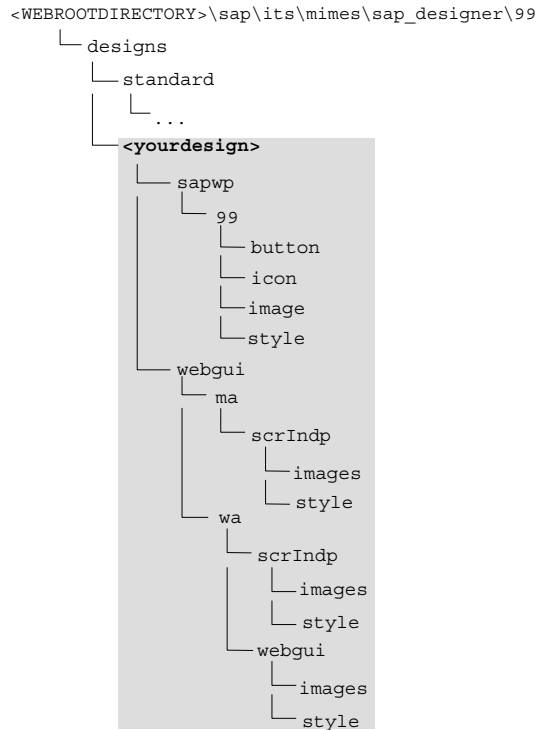 <WEBROOTDIRECTORY>\sap\its\mimes\sap_designer\99
designs
standard
...
<yourdesign>
sapwp
99
button
icon
image
style
webgui
ma
scrIndp
images
style
wa
scrIndp
images
style
webgui
images
style